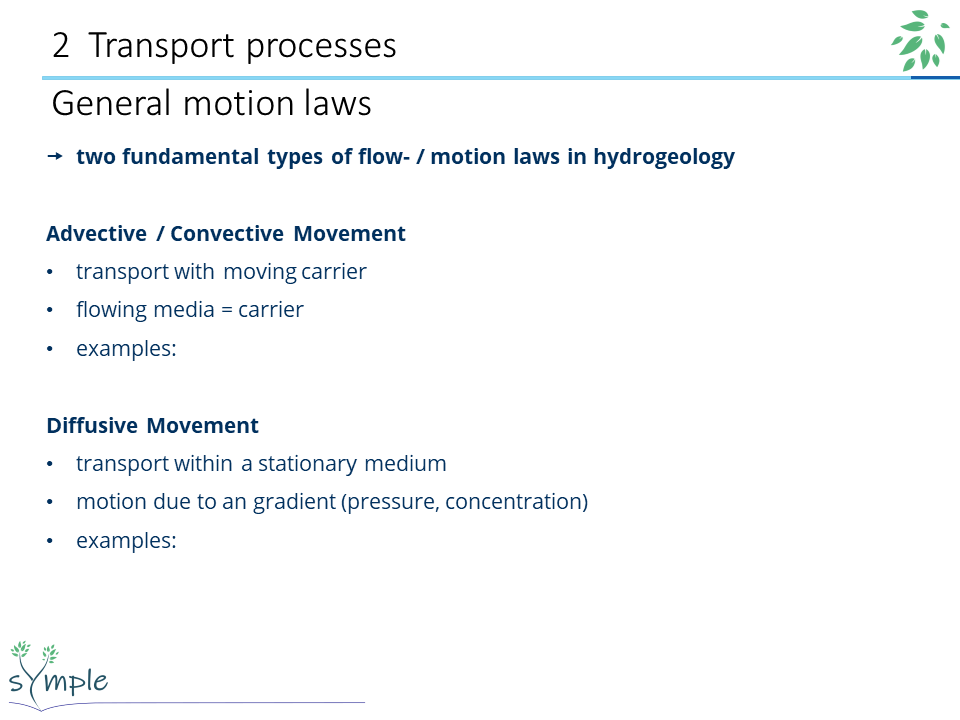 2 Transport processes
General motion laws
→ two fundamental types of flow- / motion laws in hydrogeology
Advective / Convective Movement
• transport with moving carrier
• flowing media = carrier
• examples:
Diffusive Movement
• transport within a stationary medium
• motion due to an gradient (pressure, concentration)
• examples:
sYmple